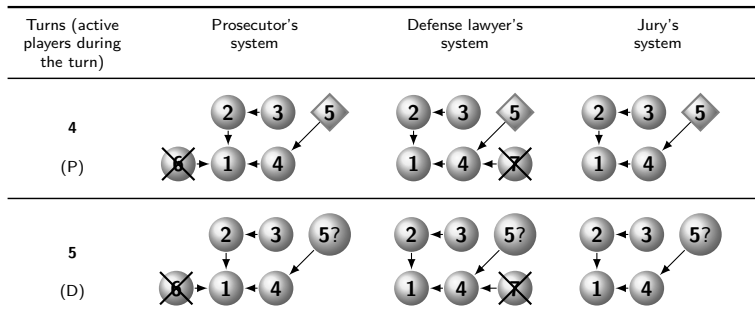 Turns (active
players during
the turn)
Prosecutor's
system
Defense lawyer's
system
Jury's
system
4
(P)
2 3 5
6 1 4
2 3 5
1 4 7
2 3 5
1 4
5
(D)
2 3 5?
6 1 4
2 3 5?
1 4 7
2 3 5?
1 4